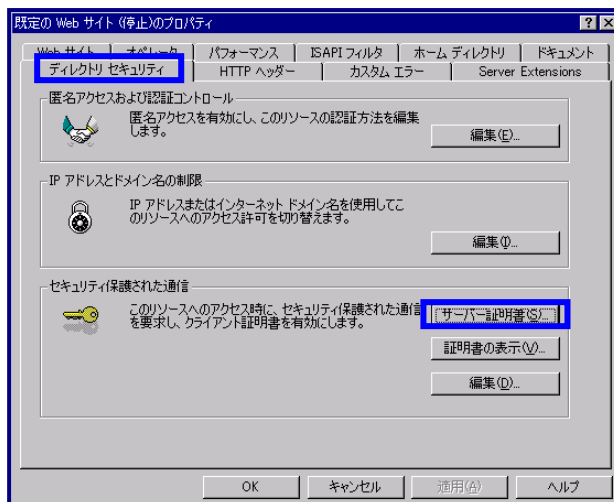 既定の Web サイト (停止)のプロパティ
Web サイト オペレータ パフォーマンス ISAPI フィルタ ホーム ディレクトリ ドキュメント
ディレクトリ セキュリティ HTTP ヘッダー カスタム エラー Server Extensions
匿名アクセスおよび認証コントロール
匿名アクセスを有効にし、このリソースの認証方法を編集
します。
編集(E)...
IP アドレスとドメイン名の制限
IP アドレスまたはインターネット ドメイン名を使用してこ
のリソースへのアクセス許可を切り替えます。
編集(I)...
セキュリティ保護された通信
このリソースへのアクセス時に、セキュリティ保護された通信
を要求し、クライアント証明書を有効にします。
サーバー証明書(S)...
証明書の表示(V)...
編集(D)...
OK キャンセル 適用(A) ヘルプ